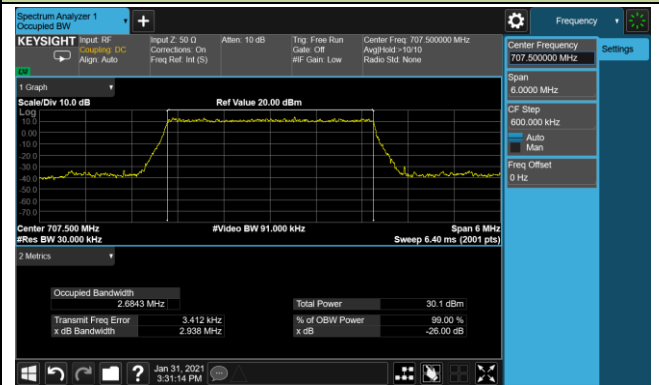 Spectrum Analyzer 1
Occupied BW
Frequency
KEYSIGHT
Input: RF
Coupling: DC
Align: Auto
Input Z: 50 Ω
Corrections: On
Freq Ref: Int (S)
Atten: 10 dB
Trig: Free Run
Gate: Off
#IF Gain: Low
Center Freq: 707.500000 MHz
Avg|Hold:>10/10
Radio Std: None
Center Frequency
707.500000 MHz
Settings
Span
6.0000 MHz
CF Step
600.000 kHz
Auto
Man
Freq Offset
0 Hz
1 Graph
Scale/Div 10.0 dB
Ref Value 20.00 dBm
Log
10.0
0.00
-10.0
-20.0
-30.0
-40.0
-50.0
-60.0
-70.0
Center 707.500 MHz
#Video BW 91.000 kHz
Span 6 MHz
#Res BW 30.000 kHz
Sweep 6.40 ms (2001 pts)
2 Metrics
Occupied Bandwidth
2.6843 MHz
Total Power
30.1 dBm
Transmit Freq Error
3.412 kHz
% of OBW Power
99.00 %
x dB Bandwidth
2.938 MHz
x dB
-26.00 dB
?
Jan 31, 2021
3:31:14 PM